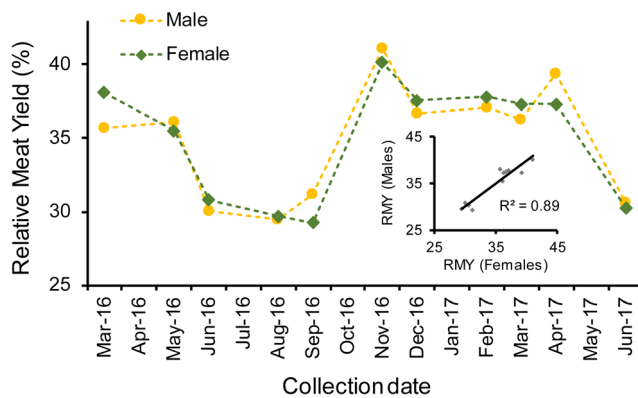 Male
Female
Relative Meat Yield (%)
40
35
30
25
RMY (Males)
45
35
25
R² = 0.89
25 35 45
RMY (Females)
Mar-16 Apr-16 May-16 Jun-16 Jul-16 Aug-16 Sep-16 Oct-16 Nov-16 Dec-16 Jan-17 Feb-17 Mar-17 Apr-17 May-17 Jun-17
Collection date